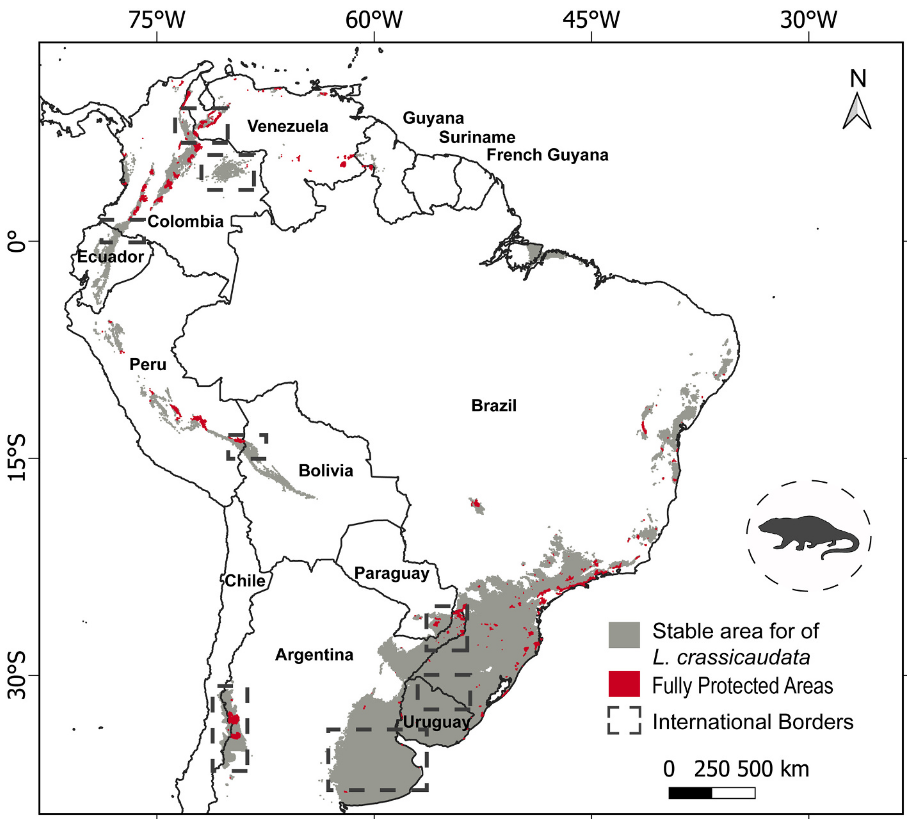 75°W 60°W 45°W 30°W
N
Venezuela
Guyana
Suriname
French Guyana
Colombia
0°
Ecuador
Peru
Brazil
15°S
Bolivia
Chile
Paraguay
Argentina
30°S
Uruguay
Stable area for of
L. crassicaudata
Fully Protected Areas
International Borders
0 250 500 km